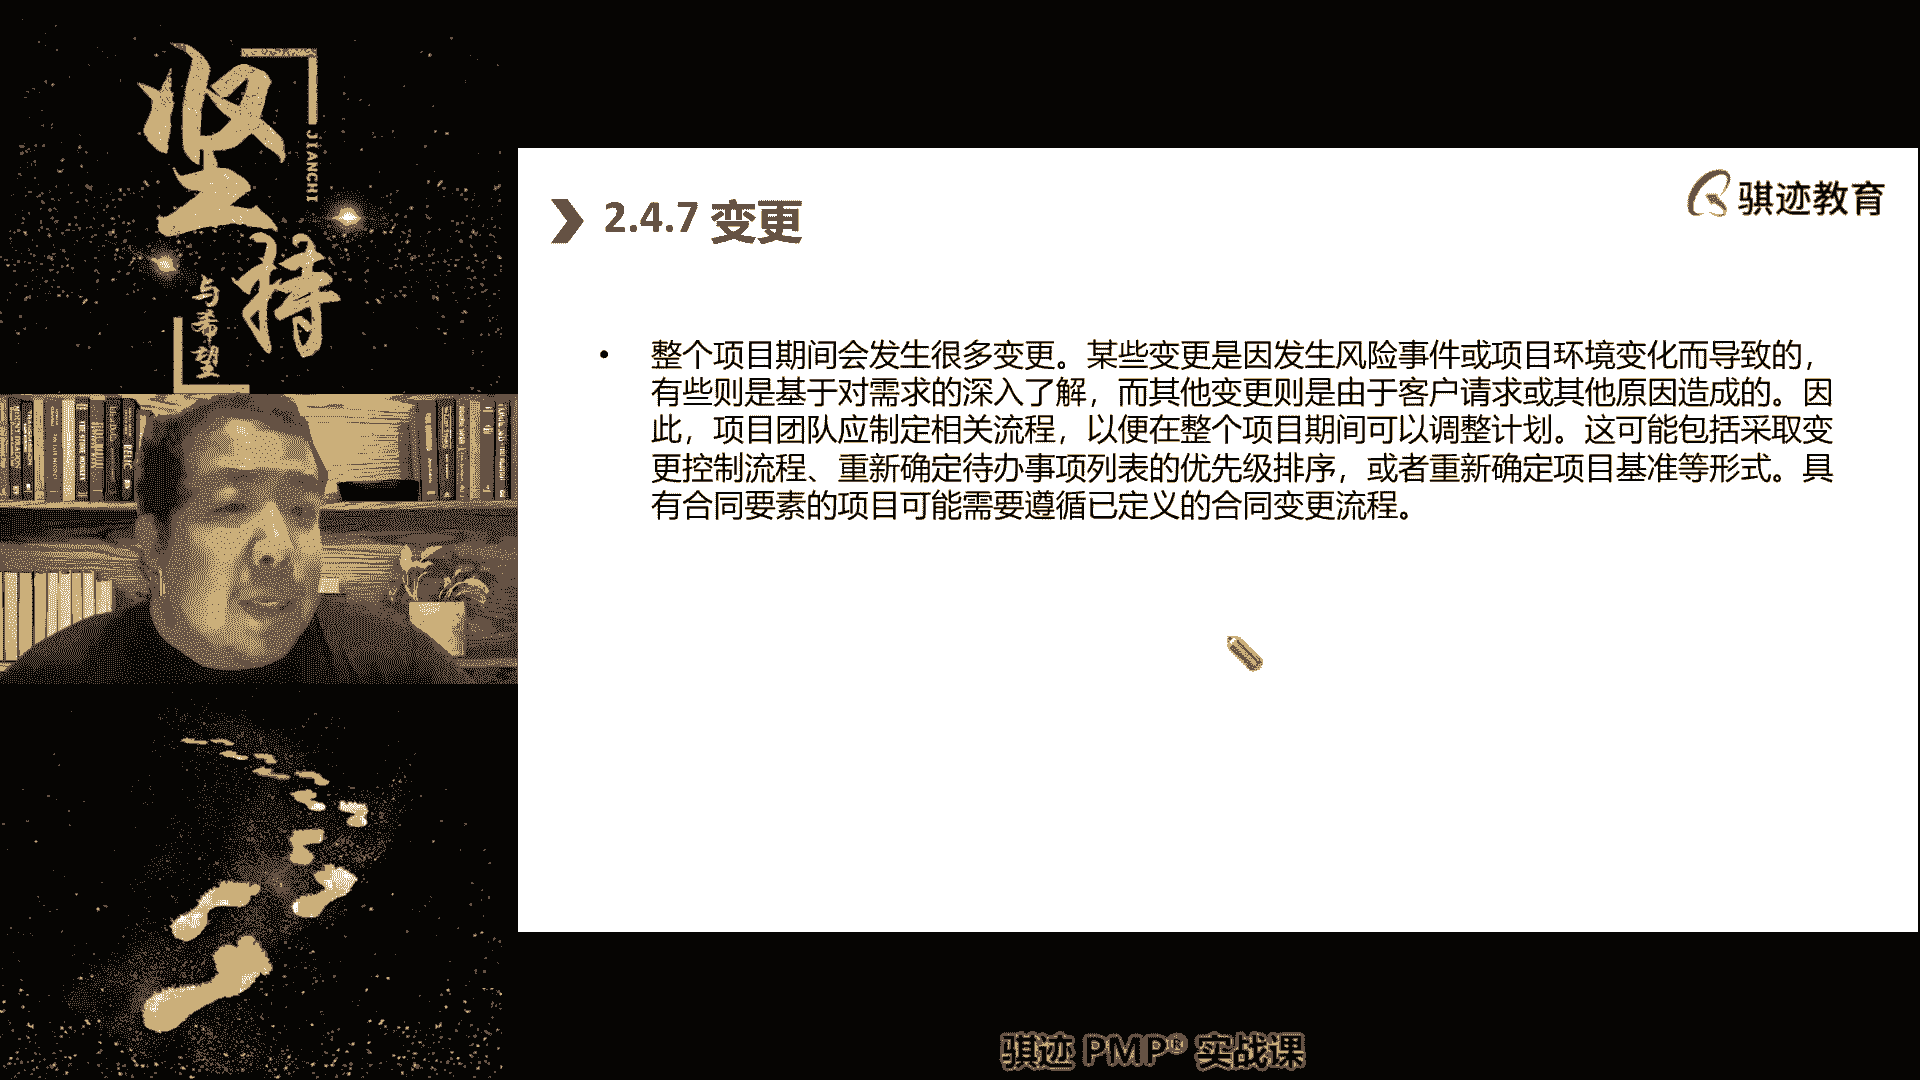 坚持
JIANCHI
与希望
骐迹教育
2.4.7 变更
• 整个项目期间会发生很多变更。某些变更是因发生风险事件或项目环境变化而导致的，
有些则是基于对需求的深入了解，而其他变更则是由于客户请求或其他原因造成的。因
此，项目团队应制定相关流程，以便在整个项目期间可以调整计划。这可能包括采取变
更控制流程、重新确定待办事项列表的优先级排序，或者重新确定项目基准等形式。具
有合同要素的项目可能需要遵循已定义的合同变更流程。
骐迹 PMP® 实战课